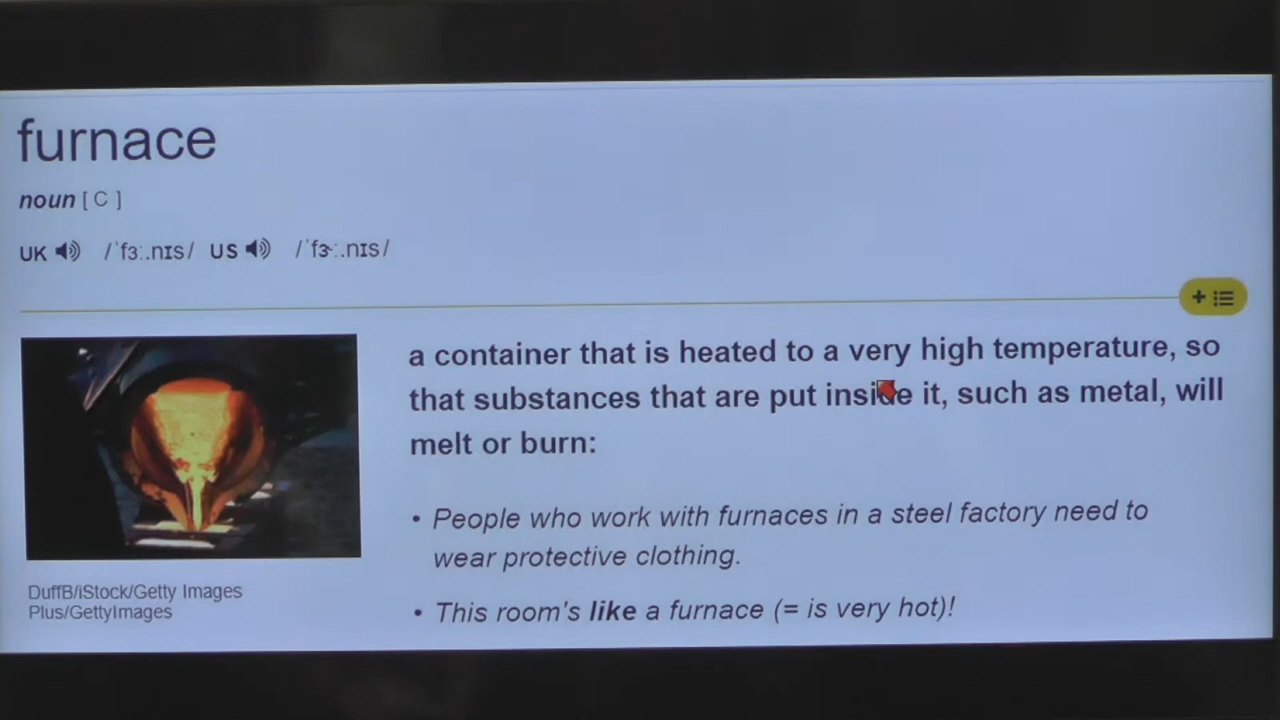 furnace
noun [ C ]
UK /ˈfɜː.nɪs/ US /ˈfɝː.nɪs/
a container that is heated to a very high temperature, so
that substances that are put inside it, such as metal, will
melt or burn:
• People who work with furnaces in a steel factory need to
wear protective clothing.
• This room's like a furnace (= is very hot)!
DuffB/iStock/Getty Images
Plus/GettyImages